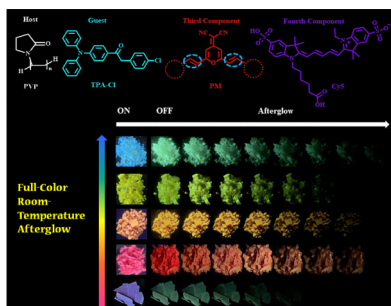 Host
Guest
Third Component
Fourth Component
PVP
TPA-Cl
PM
Cy5
ON
OFF
Afterglow
Full-Color
Room-
Temperature
Afterglow